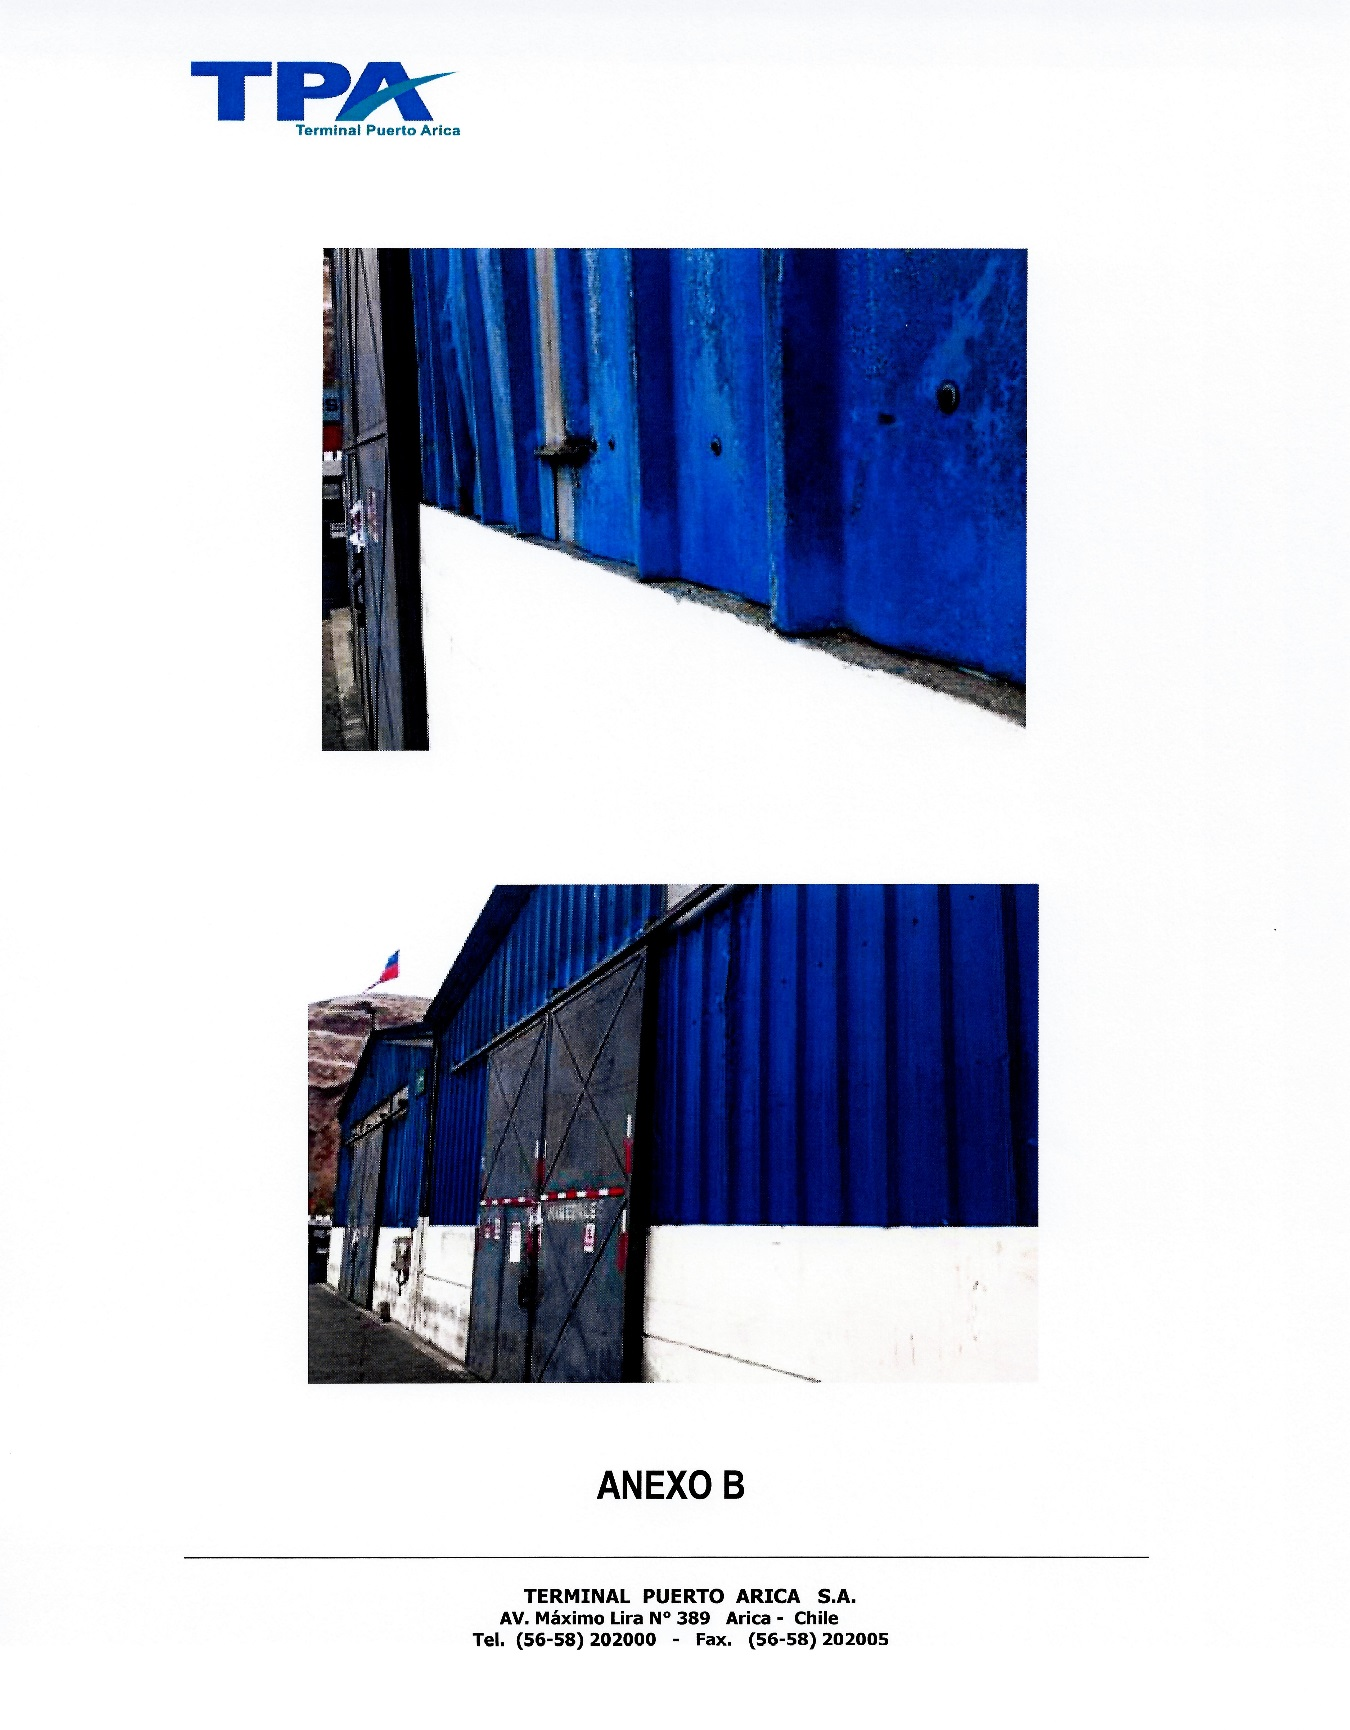 TPA
Terminal Puerto Arica
ANEXO B
TERMINAL PUERTO ARICA S.A.
AV. Máximo Lira Nº 389 Arica - Chile
Tel. (56-58) 202000 - Fax. (56-58) 202005